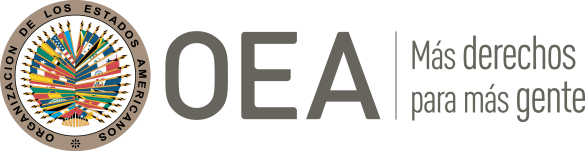 ORGANIZACION DE LOS ESTADOS AMERICANOS
OEA
Más derechos
para más gente